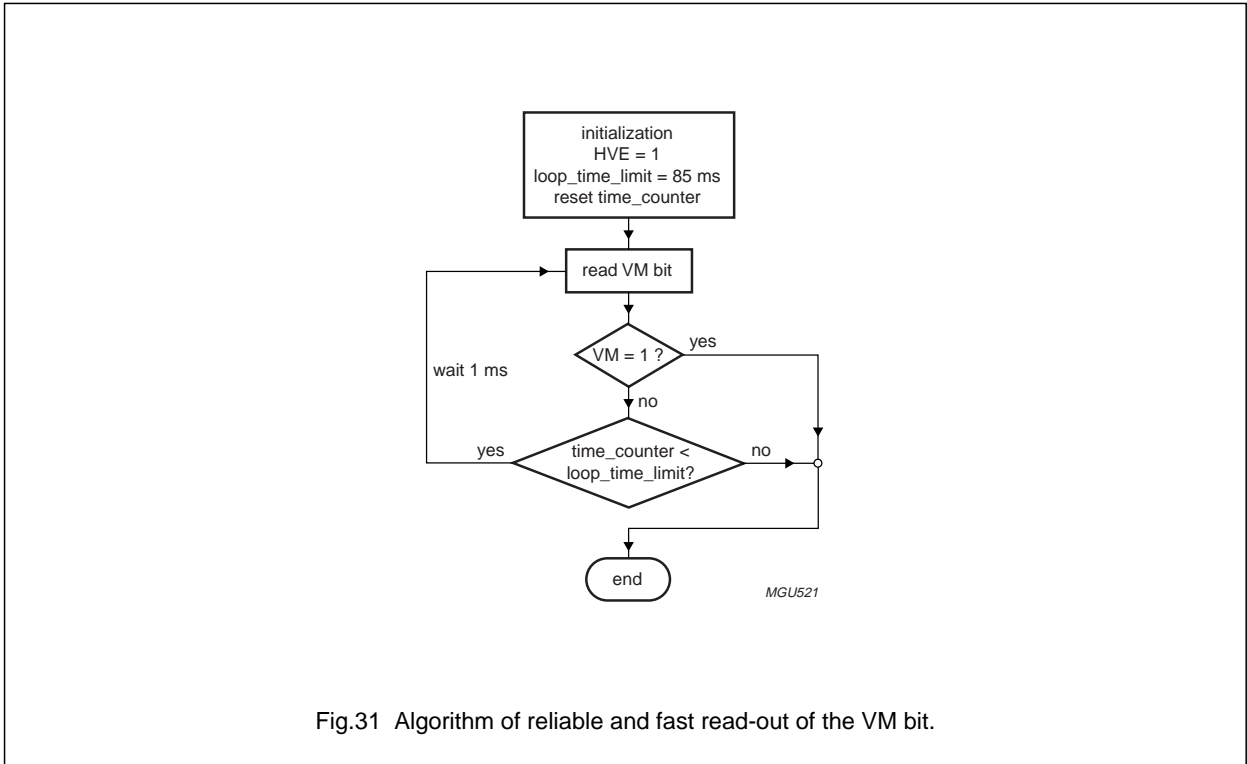 initialization
HVE = 1
loop_time_limit = 85 ms
reset time_counter
read VM bit
VM = 1 ?
yes
wait 1 ms
no
yes
time_counter <
loop_time_limit?
no
end
MGU521
Fig.31 Algorithm of reliable and fast read-out of the VM bit.